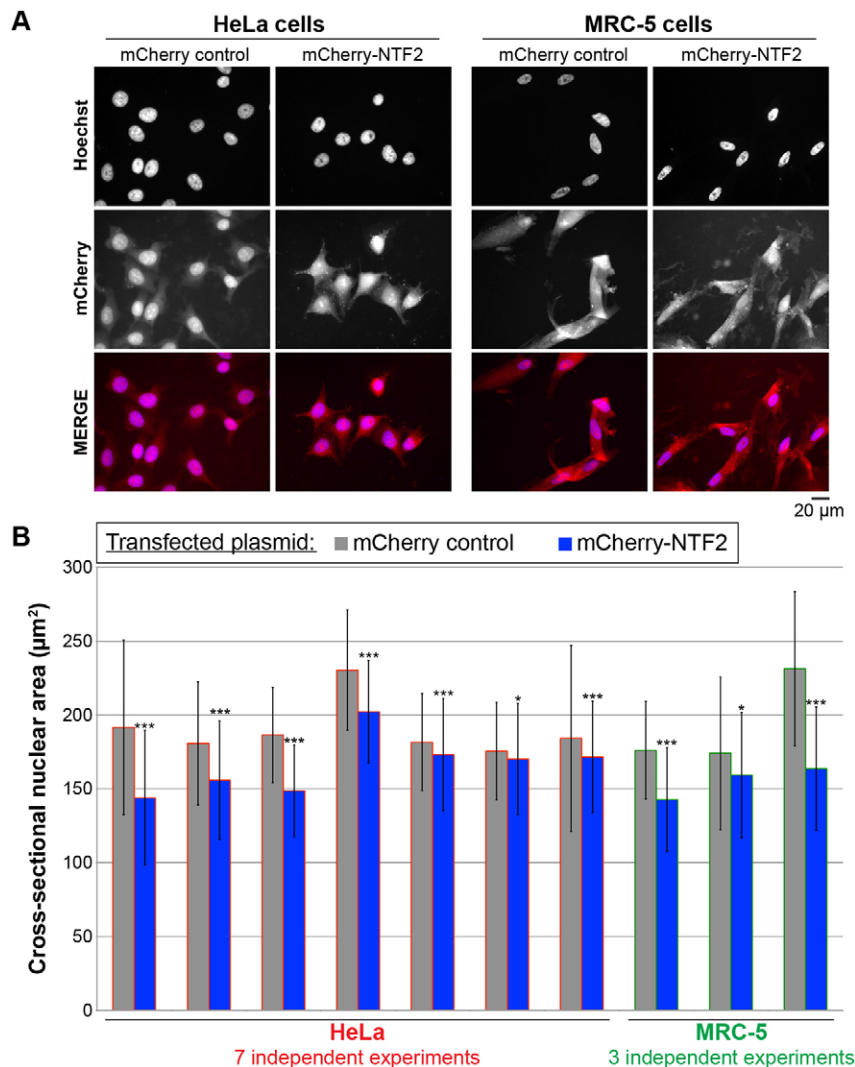 A
HeLa cells
MRC-5 cells
mCherry control
mCherry-NTF2
mCherry control
mCherry-NTF2
Hoechst
mCherry
MERGE
20 µm
B
Transfected plasmid: mCherry control mCherry-NTF2
Cross-sectional nuclear area (µm²)
300
250
200
150
100
50
0
***
***
***
***
***
*
***
***
*
***
HeLa
7 independent experiments
MRC-5
3 independent experiments